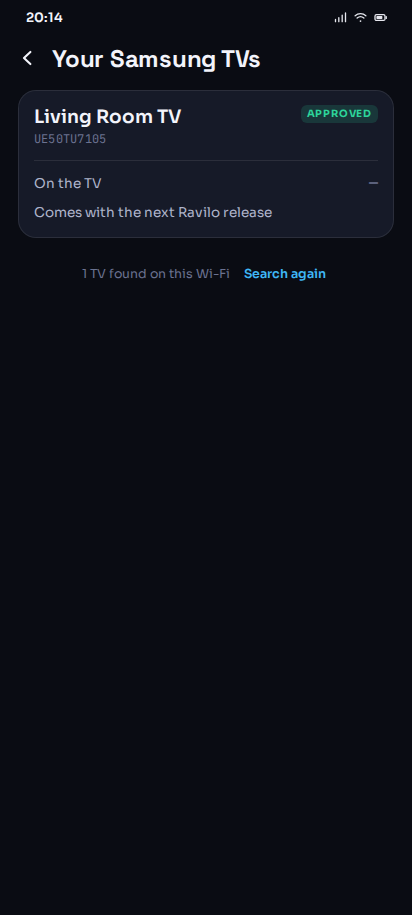 20:14
Your Samsung TVs
Living Room TV
APPROVED
UE50TU7105
On the TV –
Comes with the next Ravilo release
1 TV found on this Wi-Fi Search again